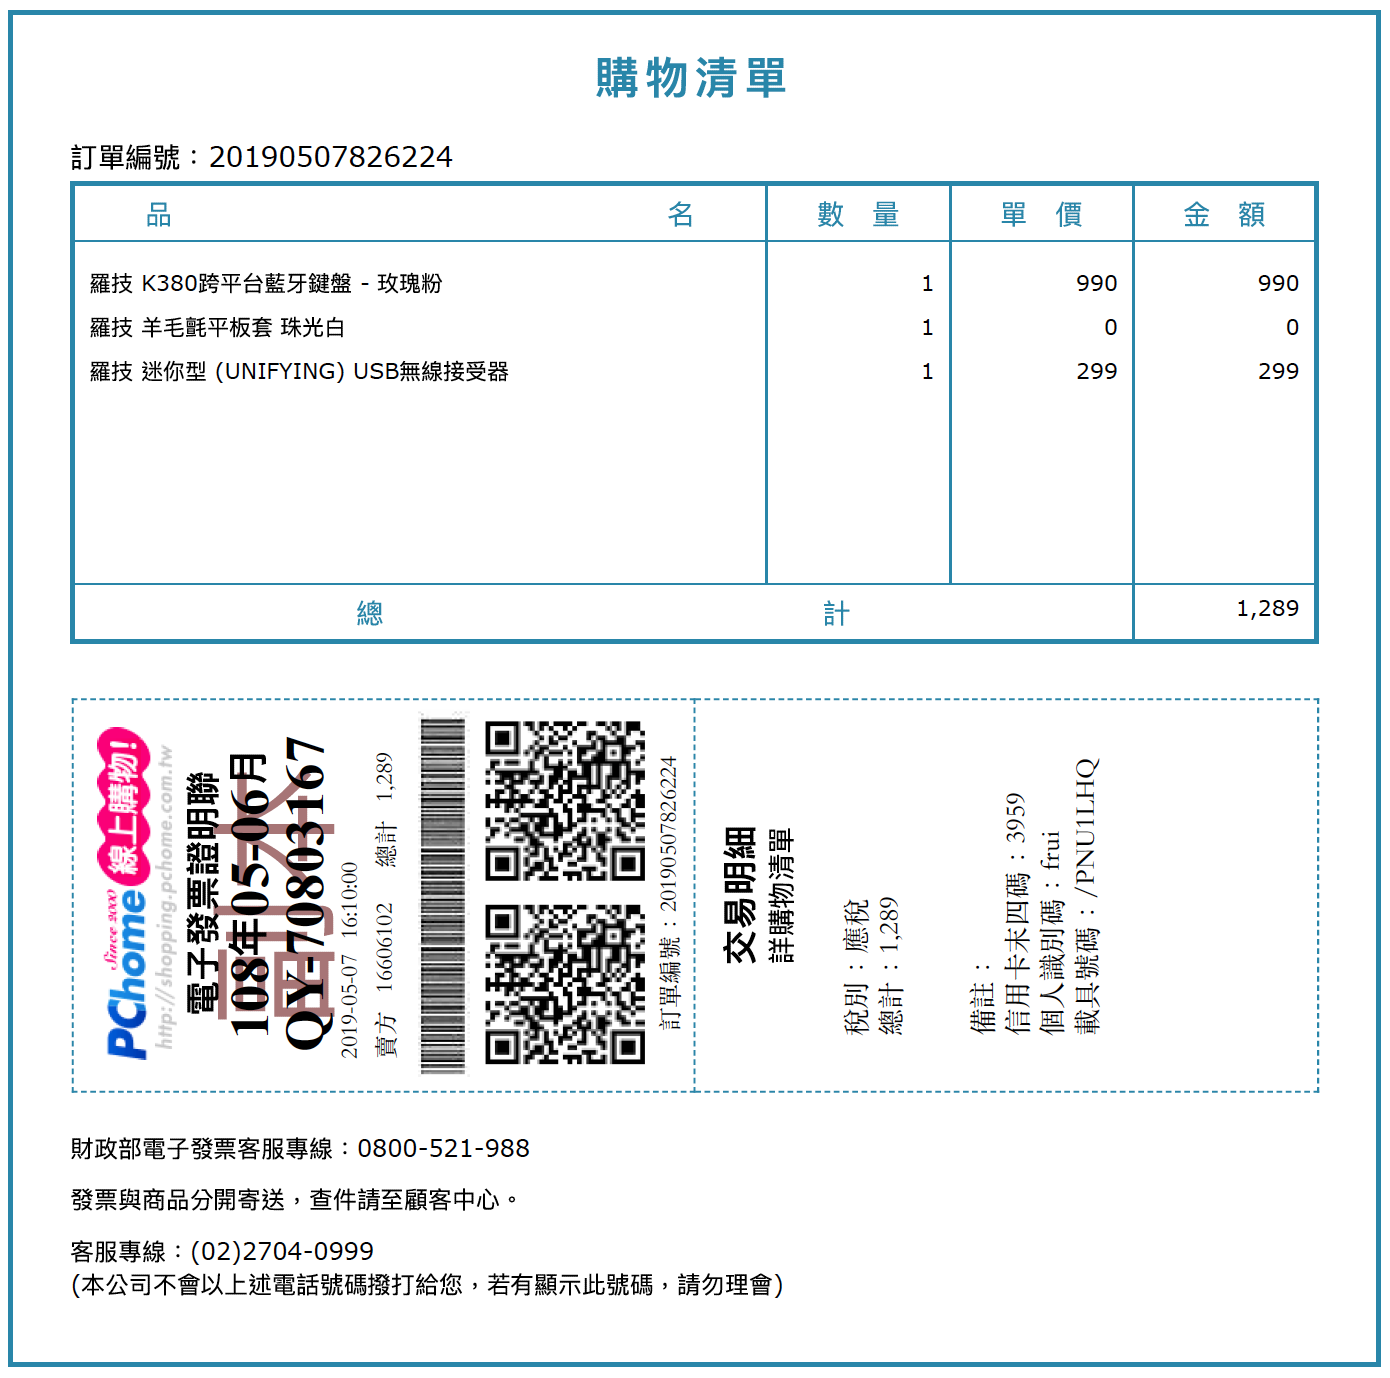 購物清單
訂單編號：20190507826224
品 名 數 量 單 價 金 額
羅技 K380跨平台藍牙鍵盤 - 玫瑰粉 1 990 990
羅技 羊毛氈平板套 珠光白 1 0 0
羅技 迷你型 (UNIFYING) USB無線接受器 1 299 299
總 計 1,289
PChome Since 2000 線上購物!
http://shopping.pchome.com.tw
電子發票證明聯
108年05-06月
QY-70803167
副本
2019-05-07 16:10:00
賣方 16606102 總計 1,289
訂單編號：20190507826224
交易明細
詳購物清單
稅別：應稅
總計：1,289
備註：
信用卡末四碼：3959
個人識別碼：frui
載具號碼：/PNU1LHQ
財政部電子發票客服專線：0800-521-988
發票與商品分開寄送，查件請至顧客中心。
客服專線：(02)2704-0999
(本公司不會以上述電話號碼撥打給您，若有顯示此號碼，請勿理會)